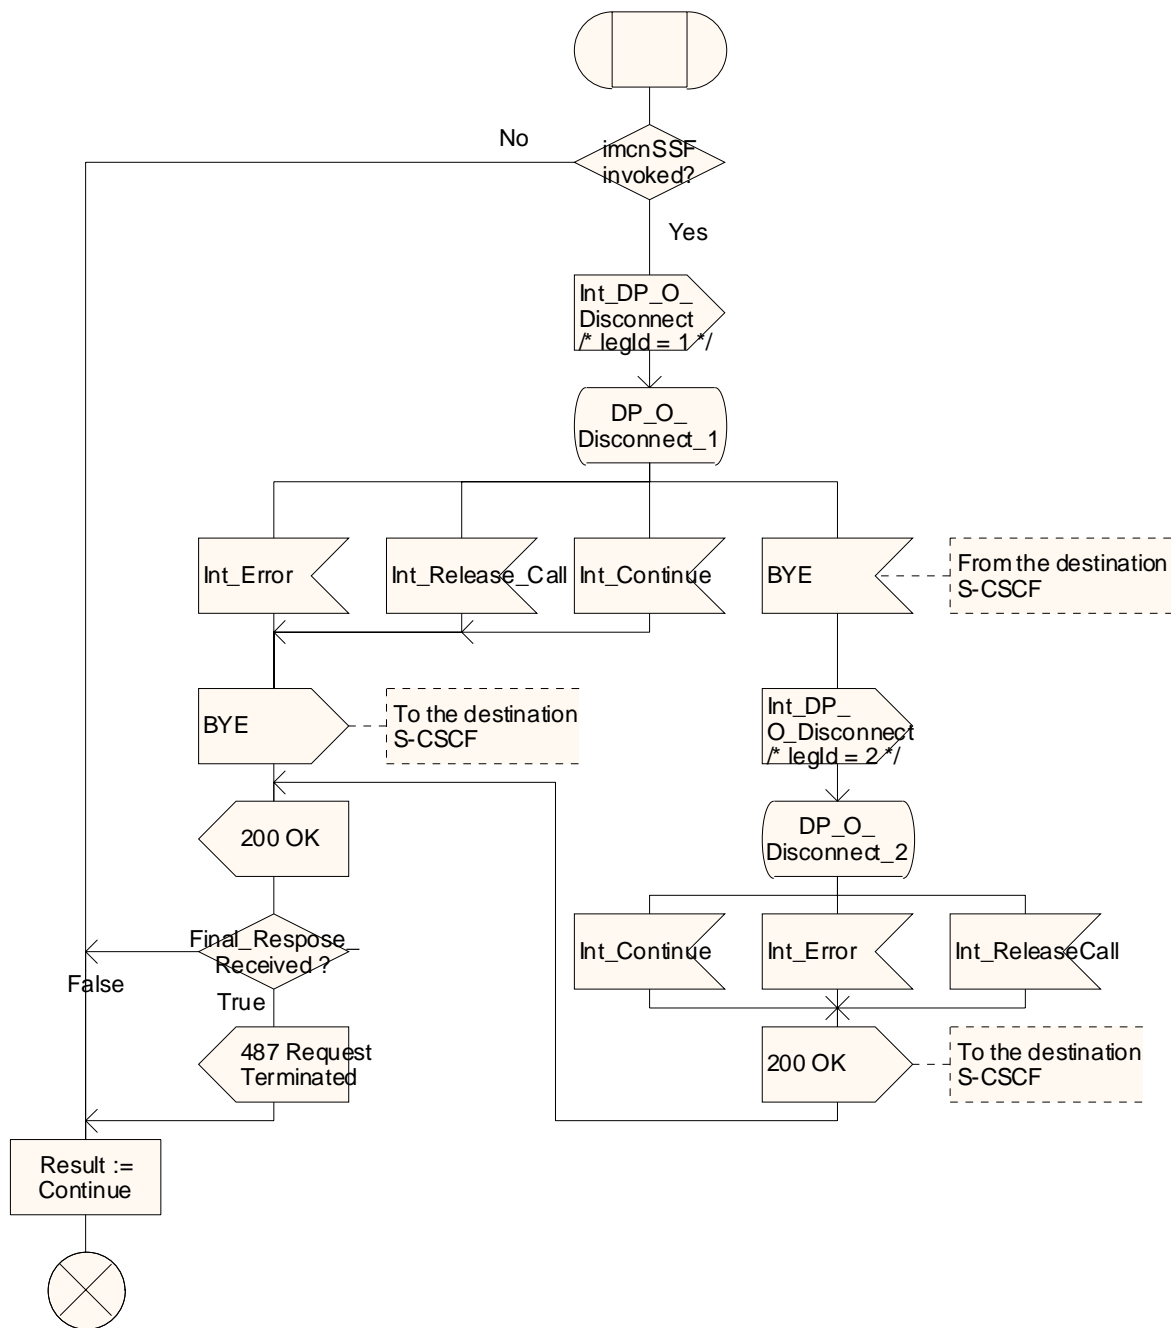 No
imcnSSF
invoked?
Yes
Int_DP_O_
Disconnect
/* legId = 1 */
DP_O_
Disconnect_1
Int_Error
Int_Release_Call
Int_Continue
BYE
From the destination
S-CSCF
BYE
To the destination
S-CSCF
Int_DP_
O_Disconnect
/* legId = 2 */
200 OK
DP_O_
Disconnect_2
Final_Respose_
Received ?
False
True
Int_Continue
Int_Error
Int_ReleaseCall
487 Request
Terminated
200 OK
To the destination
S-CSCF
Result :=
Continue